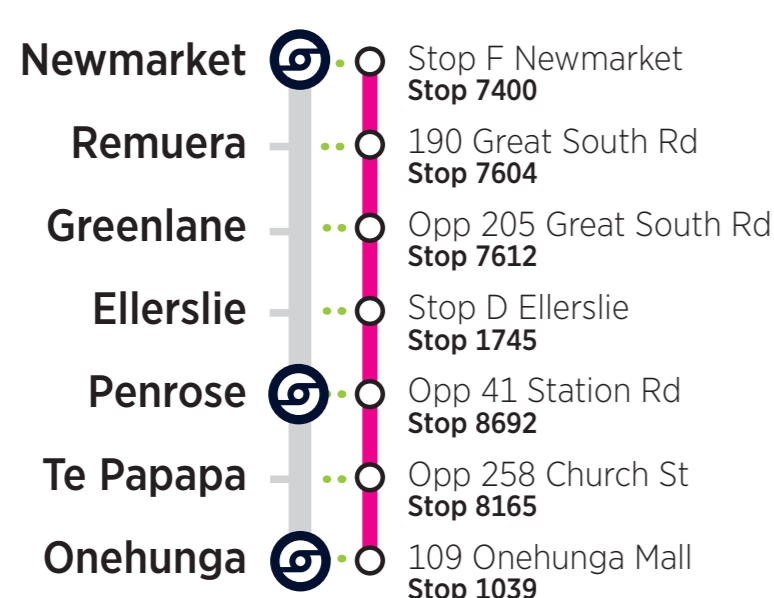 Newmarket
Stop F Newmarket
Stop 7400
Remuera
190 Great South Rd
Stop 7604
Greenlane
Opp 205 Great South Rd
Stop 7612
Ellerslie
Stop D Ellerslie
Stop 1745
Penrose
Opp 41 Station Rd
Stop 8692
Te Papapa
Opp 258 Church St
Stop 8165
Onehunga
109 Onehunga Mall
Stop 1039